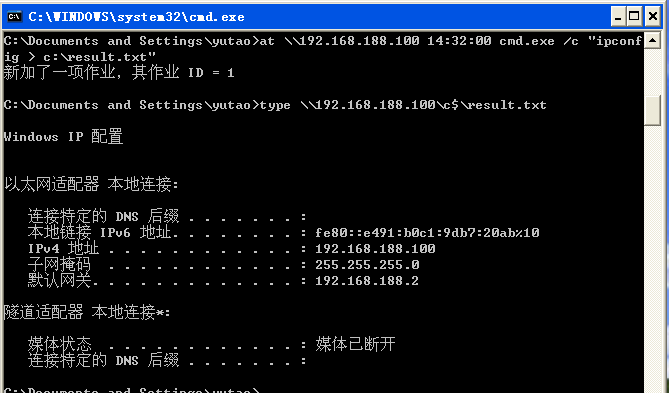 C:\WINDOWS\system32\cmd.exe
C:\Documents and Settings\yutao>at \\192.168.188.100 14:32:00 cmd.exe /c "ipconf
ig > c:\result.txt"
新加了一项作业，其作业 ID = 1
C:\Documents and Settings\yutao>type \\192.168.188.100\c$\result.txt
Windows IP 配置
以太网适配器 本地连接:
连接特定的 DNS 后缀 . . . . . . . :
本地链接 IPv6 地址. . . . . . . . : fe80::e491:b0c1:9db7:20ab%10
IPv4 地址 . . . . . . . . . . . . : 192.168.188.100
子网掩码 . . . . . . . . . . . . : 255.255.255.0
默认网关. . . . . . . . . . . . . : 192.168.188.2
隧道适配器 本地连接*:
媒体状态 . . . . . . . . . . . . : 媒体已断开
连接特定的 DNS 后缀 . . . . . . . :
C:\Documents and Settings\yutao>